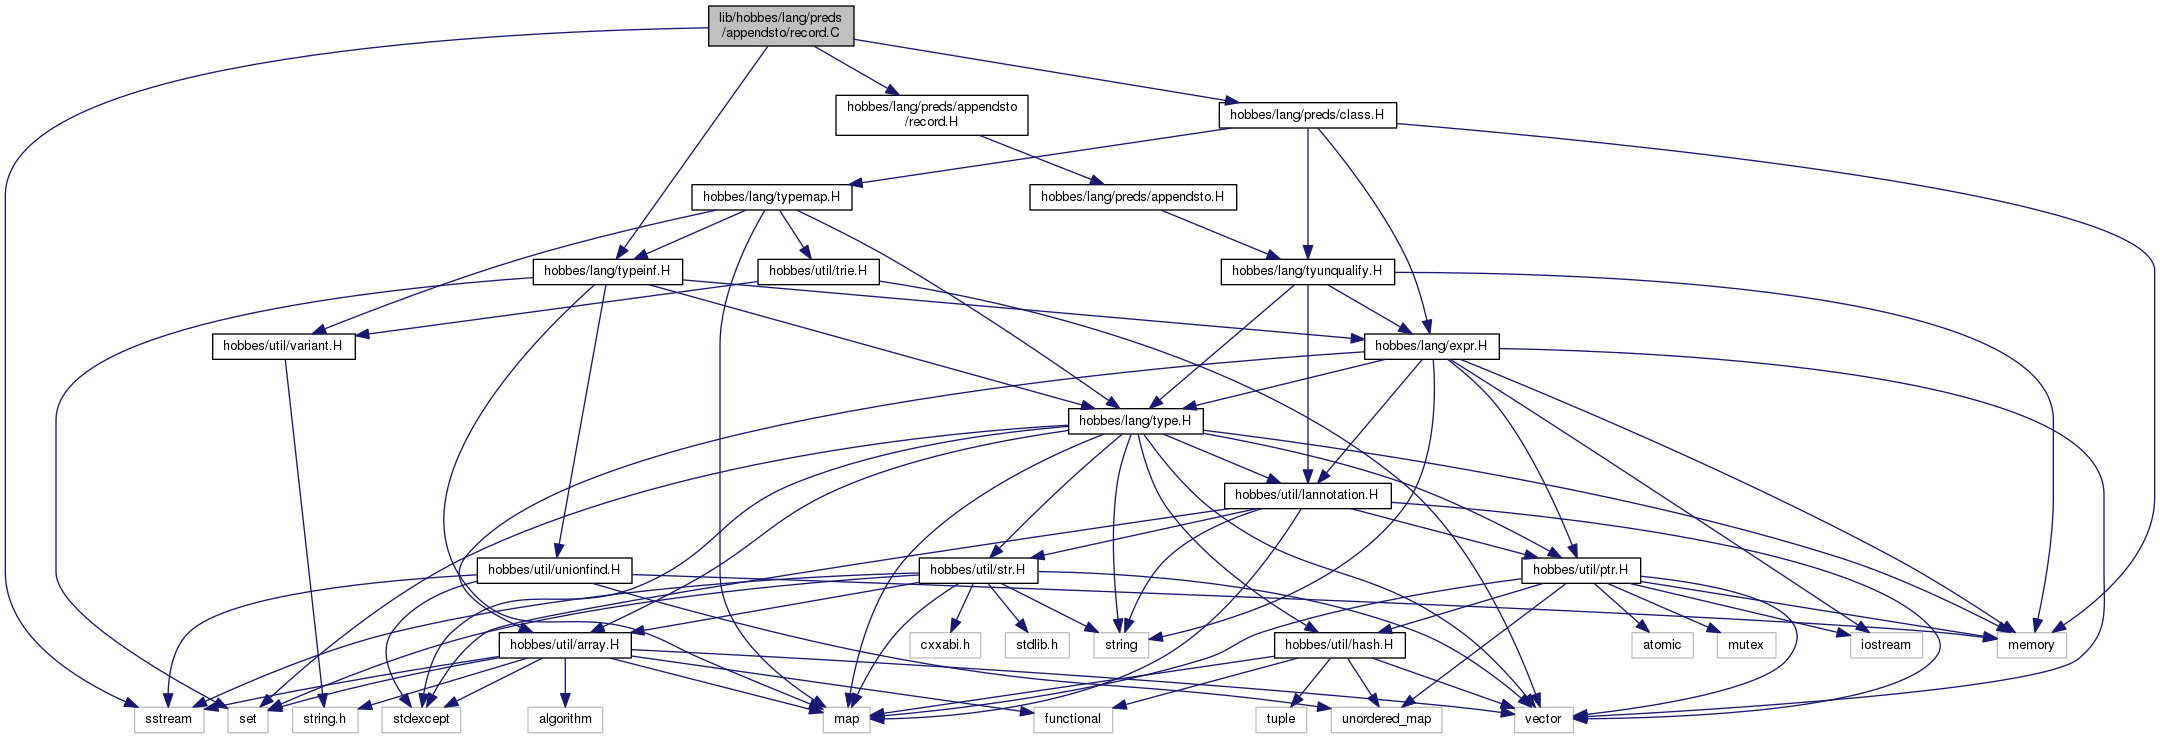 lib/hobbes/lang/preds
/appendsto/record.C
hobbes/lang/preds/appendsto
/record.H
hobbes/lang/preds/class.H
hobbes/lang/typemap.H
hobbes/lang/preds/appendsto.H
hobbes/lang/typeinf.H
hobbes/util/trie.H
hobbes/lang/tyunqualify.H
hobbes/util/variant.H
hobbes/lang/expr.H
hobbes/lang/type.H
hobbes/util/lannotation.H
hobbes/util/unionfind.H
hobbes/util/str.H
hobbes/util/ptr.H
hobbes/util/array.H
cxxabi.h
stdlib.h
string
hobbes/util/hash.H
atomic
mutex
iostream
memory
sstream
set
string.h
stdexcept
algorithm
map
functional
tuple
unordered_map
vector